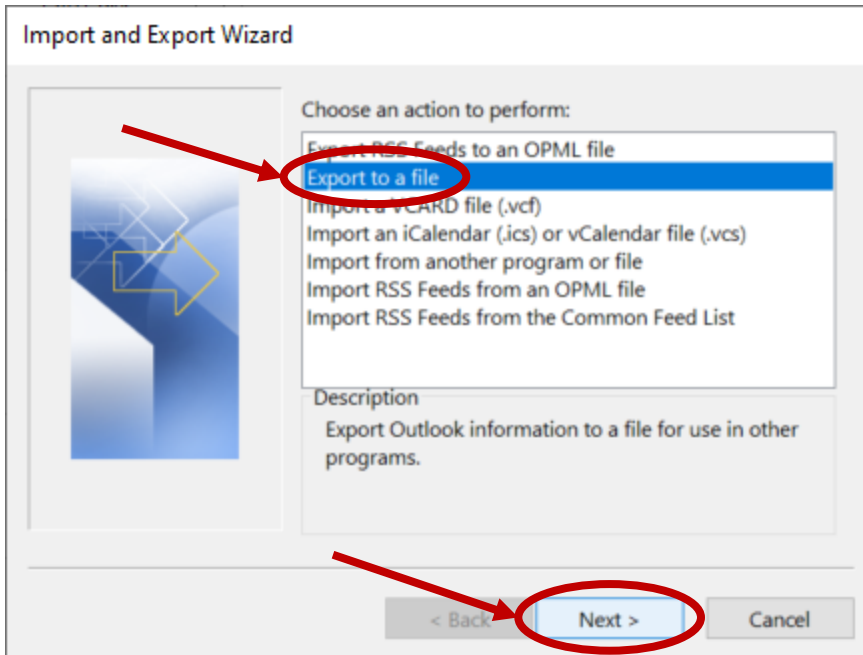 Import and Export Wizard
Choose an action to perform:
Export RSS Feeds to an OPML file
Export to a file
Import a VCARD file (.vcf)
Import an iCalendar (.ics) or vCalendar file (.vcs)
Import from another program or file
Import RSS Feeds from an OPML file
Import RSS Feeds from the Common Feed List
Description
Export Outlook information to a file for use in other
programs.
< Back
Next >
Cancel